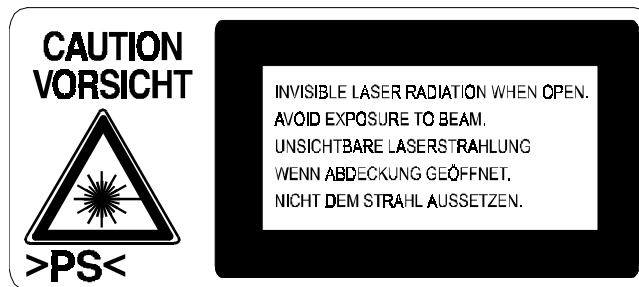 CAUTION
VORSICHT
>PS<
INVISIBLE LASER RADIATION WHEN OPEN.
AVOID EXPOSURE TO BEAM.
UNSICHTBARE LASERSTRAHLUNG
WENN ABDECKUNG GEÖFFNET.
NICHT DEM STRAHL AUSSETZEN.